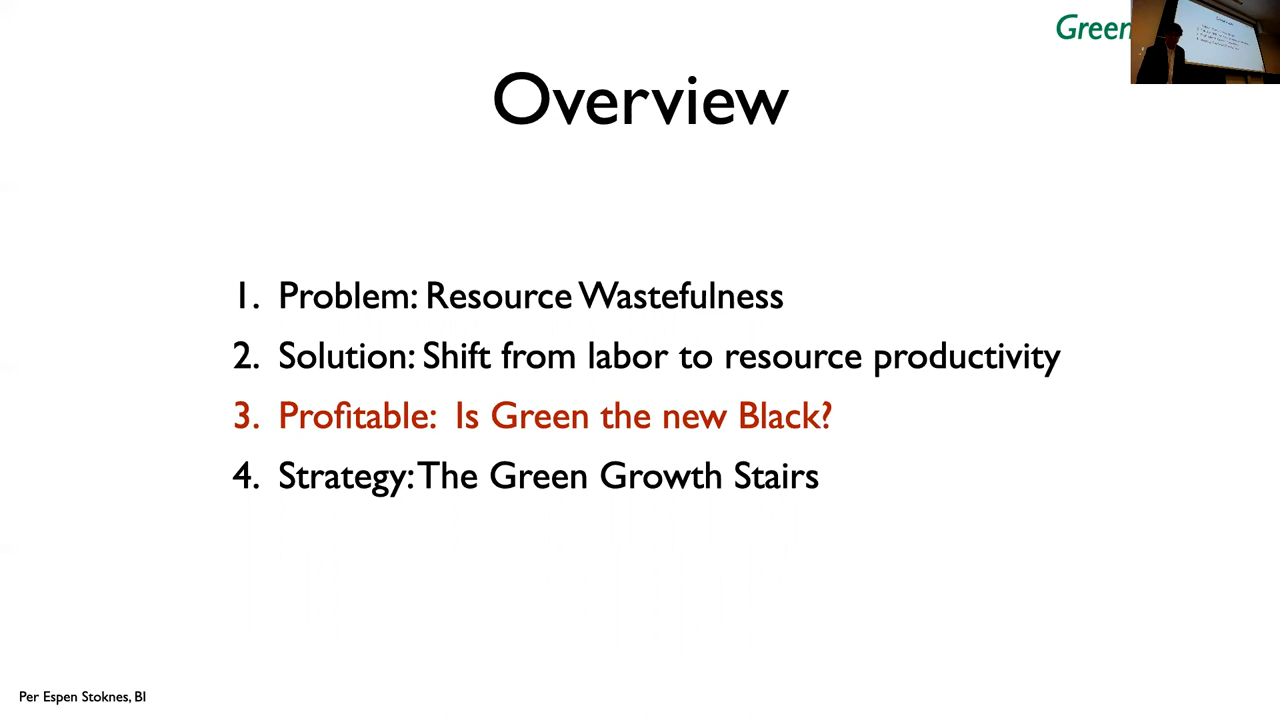 Green
Overview
1. Problem: Resource Wastefulness
2. Solution: Shift from labor to resource productivity
3. Profitable: Is Green the new Black?
4. Strategy: The Green Growth Stairs
Per Espen Stoknes, BI